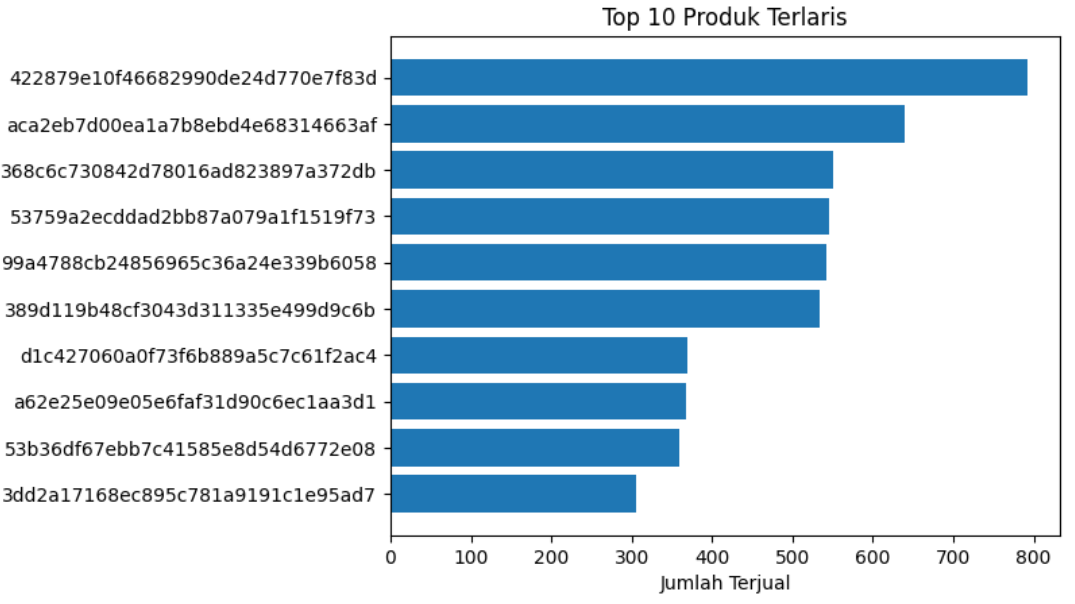 Top 10 Produk Terlaris
422879e10f46682990de24d770e7f83d
aca2eb7d00ea1a7b8ebd4e68314663af
368c6c730842d78016ad823897a372db
53759a2ecddad2bb87a079a1f1519f73
99a4788cb24856965c36a24e339b6058
389d119b48cf3043d311335e499d9c6b
d1c427060a0f73f6b889a5c7c61f2ac4
a62e25e09e05e6faf31d90c6ec1aa3d1
53b36df67ebb7c41585e8d54d6772e08
3dd2a17168ec895c781a9191c1e95ad7
0 100 200 300 400 500 600 700 800
Jumlah Terjual